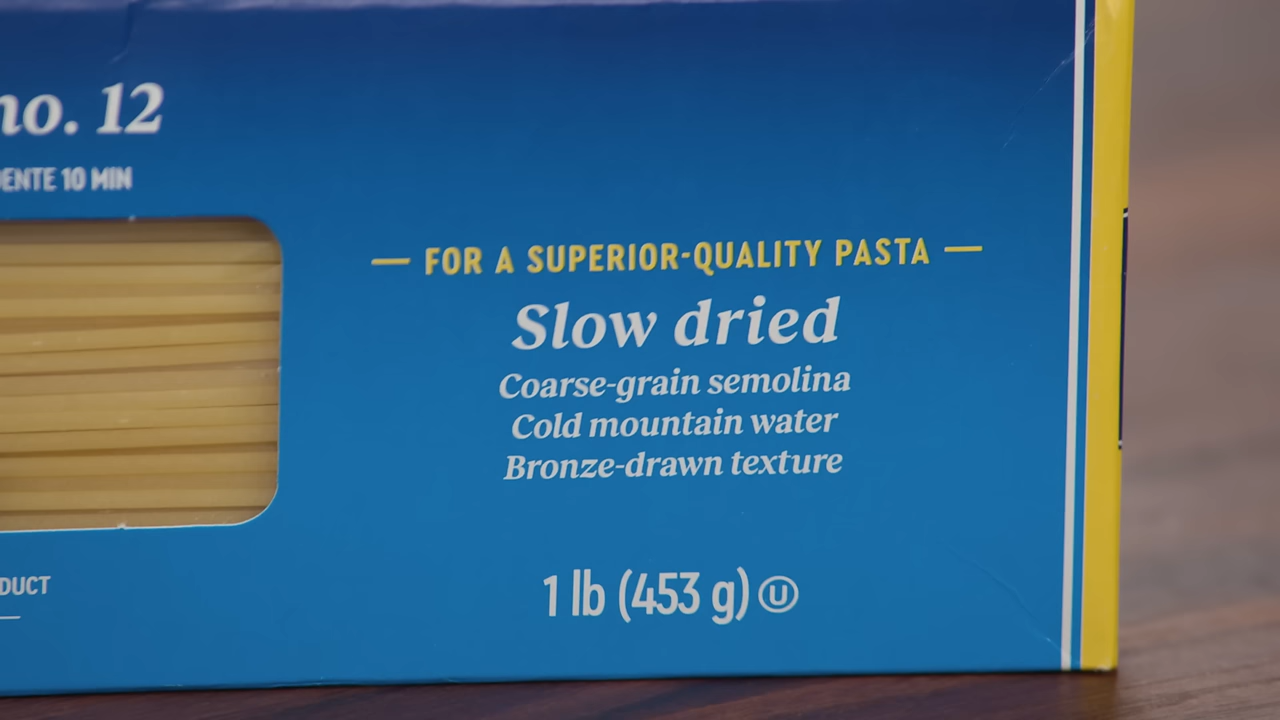 no. 12
DENTE 10 MIN
— FOR A SUPERIOR-QUALITY PASTA —
Slow dried
Coarse-grain semolina
Cold mountain water
Bronze-drawn texture
DUCT
1 lb (453 g) U